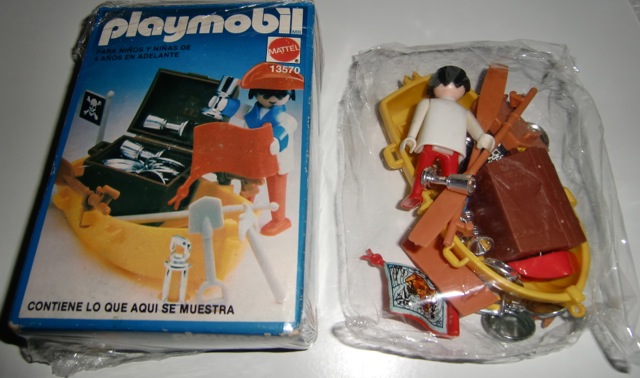 playmobil
PARA NIÑOS Y NIÑAS DE
4 AÑOS EN ADELANTE
MATTEL
13570
CONTIENE LO QUE AQUI SE MUESTRA